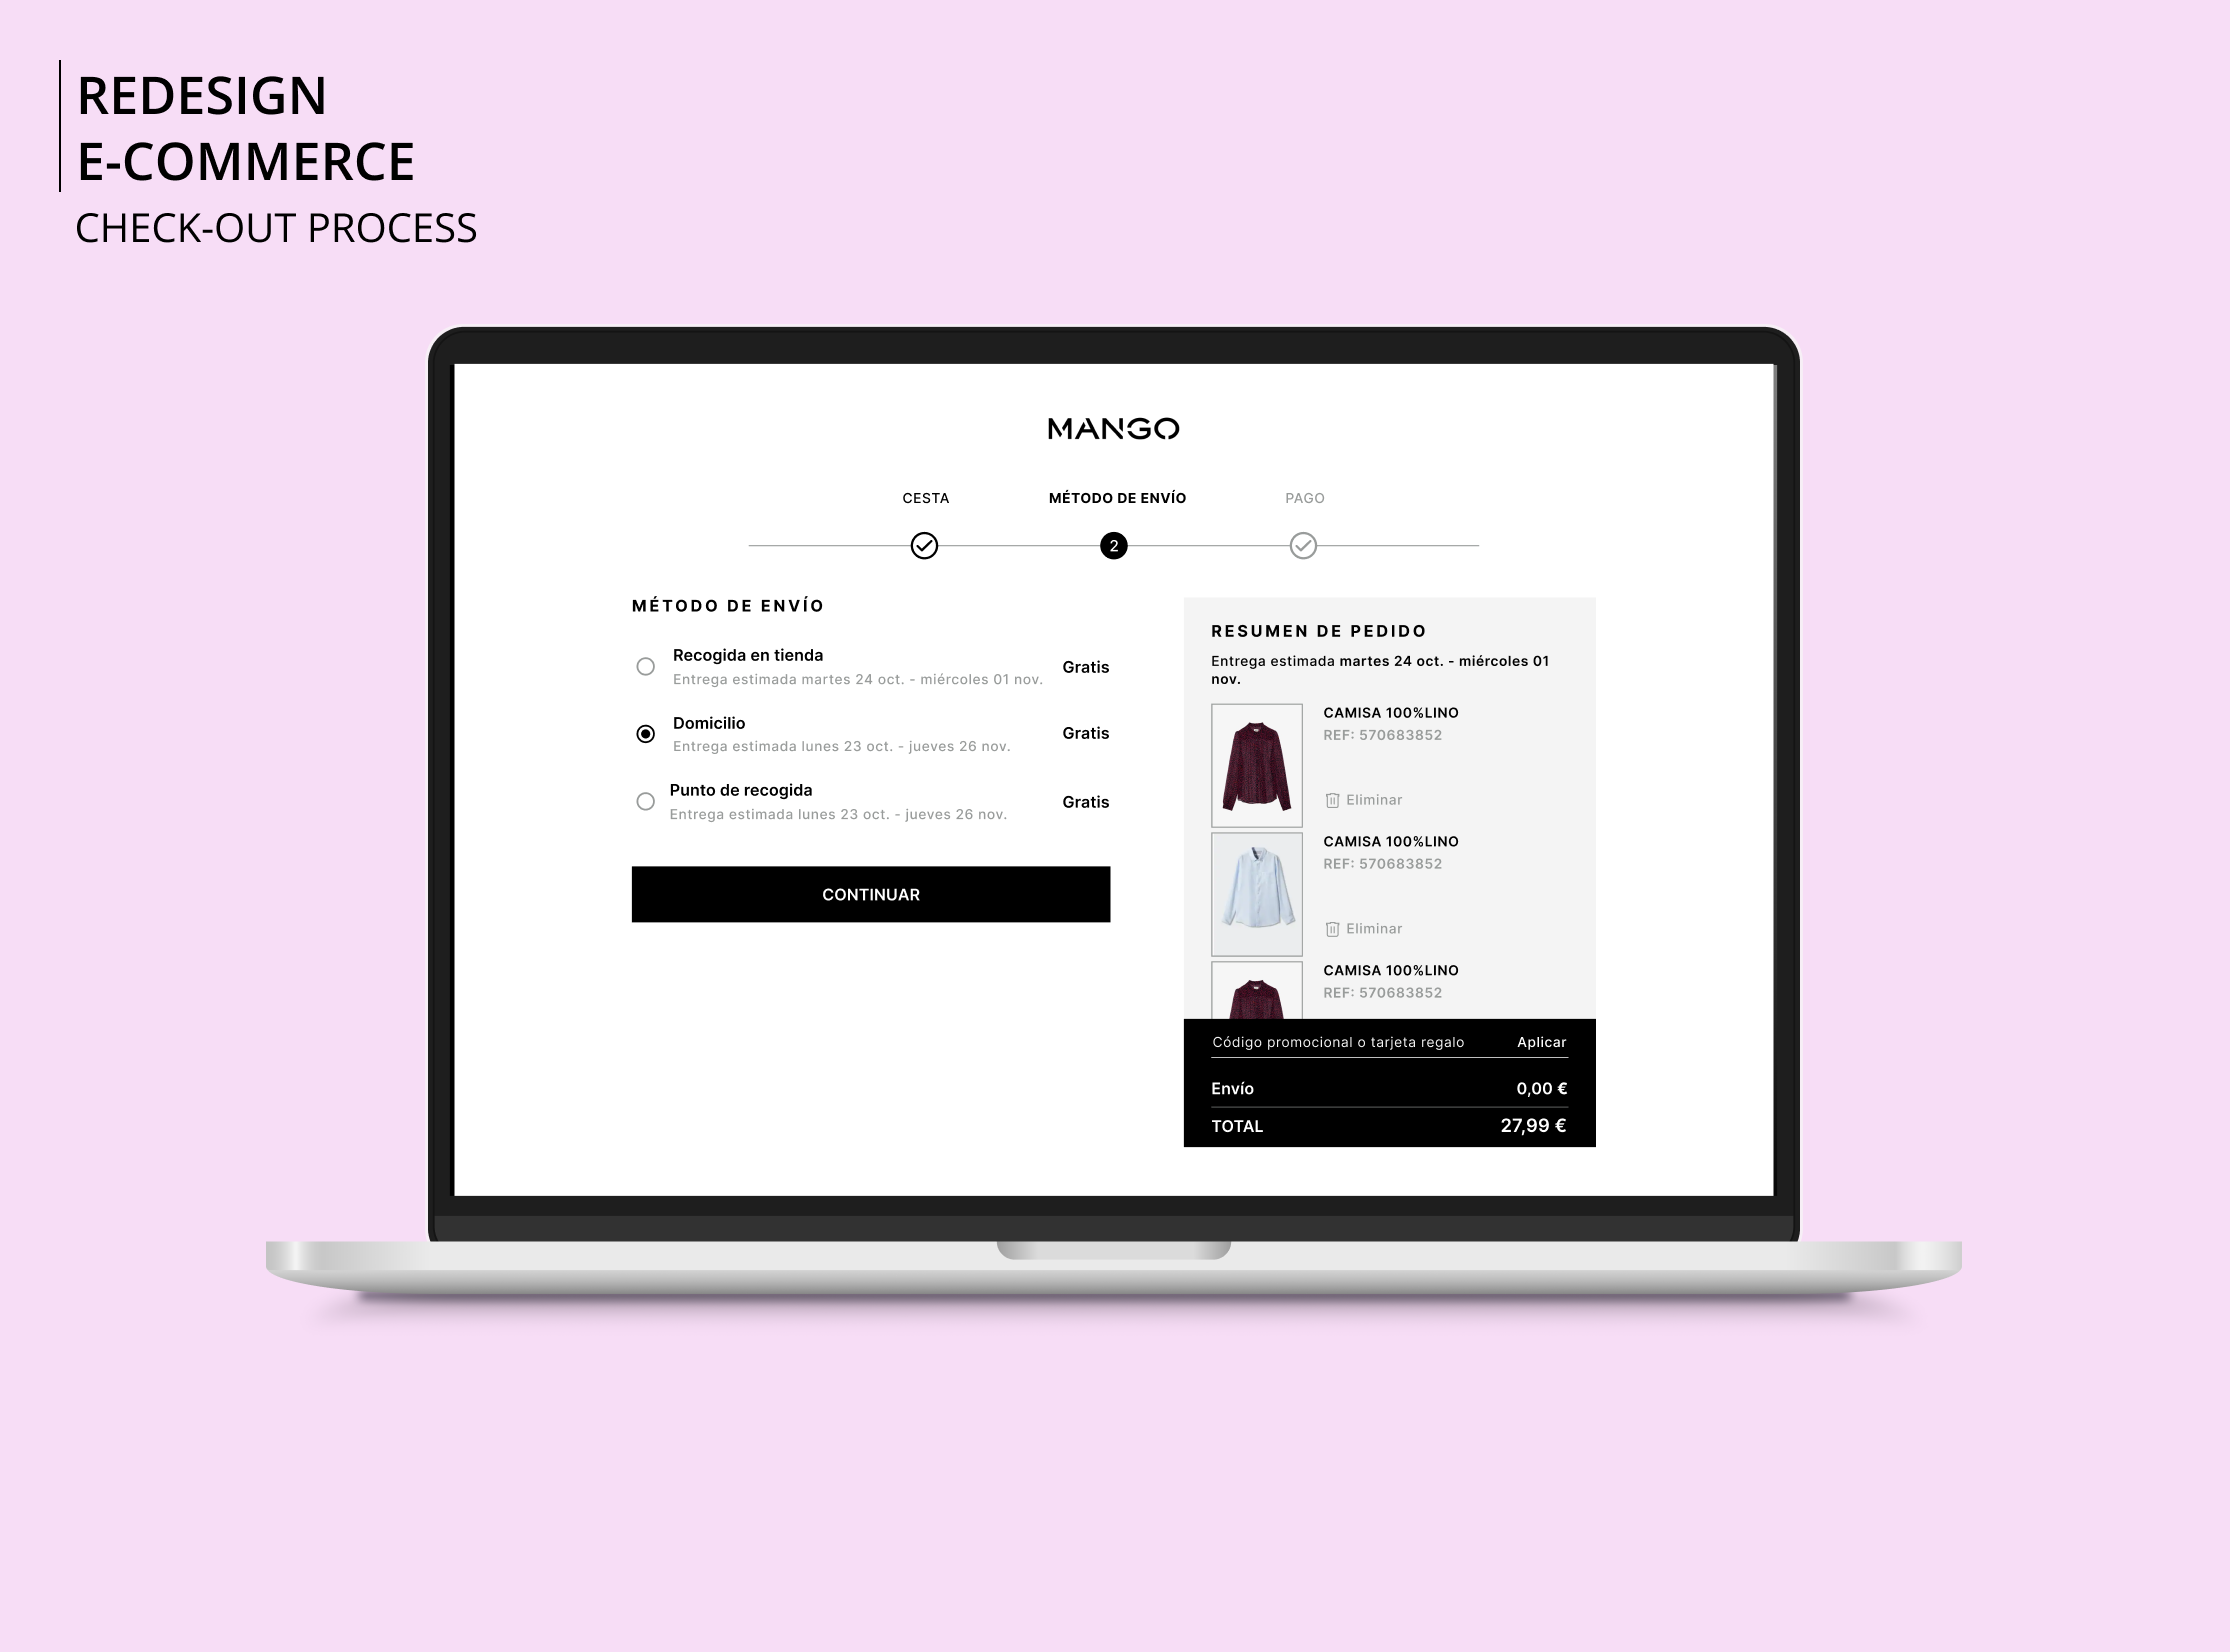 REDESIGN
E-COMMERCE
CHECK-OUT PROCESS
MANGO
CESTA
MÉTODO DE ENVÍO
PAGO
2
MÉTODO DE ENVÍO
Recogida en tienda
Entrega estimada martes 24 oct. - miércoles 01 nov.
Gratis
Domicilio
Entrega estimada lunes 23 oct. - jueves 26 nov.
Gratis
Punto de recogida
Entrega estimada lunes 23 oct. - jueves 26 nov.
Gratis
CONTINUAR
RESUMEN DE PEDIDO
Entrega estimada martes 24 oct. - miércoles 01
nov.
CAMISA 100%LINO
REF: 570683852
Eliminar
CAMISA 100%LINO
REF: 570683852
Eliminar
CAMISA 100%LINO
REF: 570683852
Código promocional o tarjeta regalo Aplicar
Envío 0,00 €
TOTAL 27,99 €